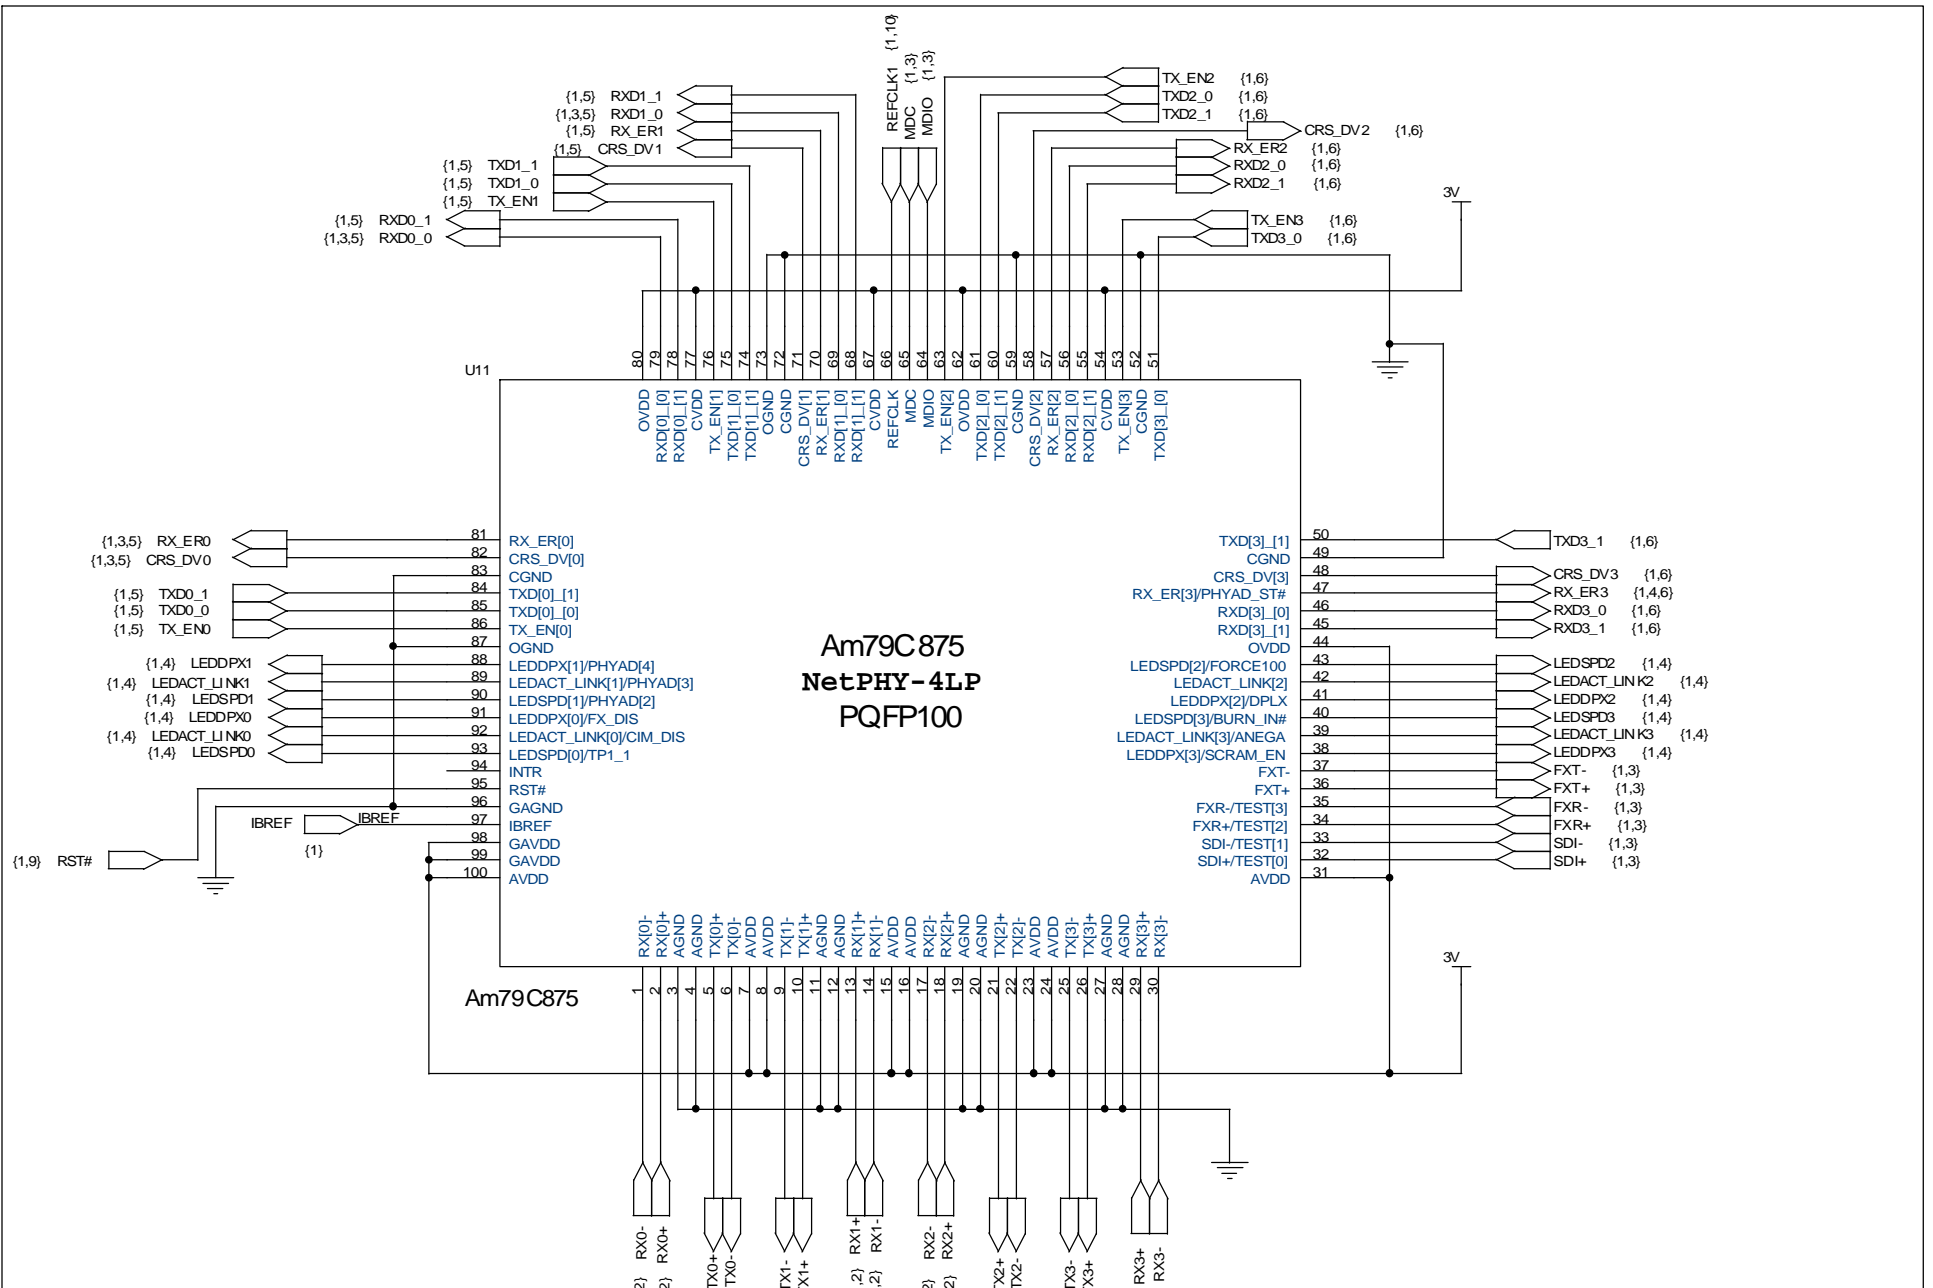 REFCLK1 {1,10}
MDC {1,3}
MDIO {1,3}
{1,5} RXD1_1
{1,3,5} RXD1_0
{1,5} RX_ER1
{1,5} CRS_DV1
{1,5} TXD1_1
{1,5} TXD1_0
{1,5} TX_EN1
{1,5} RXD0_1
{1,3,5} RXD0_0
TX_EN2 {1,6}
TXD2_0 {1,6}
TXD2_1 {1,6}
CRS_DV2 {1,6}
RX_ER2 {1,6}
RXD2_0 {1,6}
RXD2_1 {1,6}
TX_EN3 {1,6}
TXD3_0 {1,6}
3V
U11
80 OVDD
79 RXD[0]_[0]
78 RXD[0]_[1]
77 CVDD
76 TX_EN[1]
75 TXD[1]_[0]
74 TXD[1]_[1]
73 OGND
72 CGND
71 CRS_DV[1]
70 RX_ER[1]
69 RXD[1]_[0]
68 RXD[1]_[1]
67 CVDD
66 REFCLK
65 MDC
64 MDIO
63 TX_EN[2]
62 OVDD
61 TXD[2]_[0]
60 TXD[2]_[1]
59 CGND
58 CRS_DV[2]
57 RX_ER[2]
56 RXD[2]_[0]
55 RXD[2]_[1]
54 CVDD
53 TX_EN[3]
52 CGND
51 TXD[3]_[0]
{1,3,5} RX_ER0 81 RX_ER[0]
{1,3,5} CRS_DV0 82 CRS_DV[0]
83 CGND
{1,5} TXD0_1 84 TXD[0]_[1]
{1,5} TXD0_0 85 TXD[0]_[0]
{1,5} TX_EN0 86 TX_EN[0]
87 OGND
{1,4} LEDDPX1 88 LEDDPX[1]/PHYAD[4]
{1,4} LEDACT_LINK1 89 LEDACT_LINK[1]/PHYAD[3]
{1,4} LEDSPD1 90 LEDSPD[1]/PHYAD[2]
{1,4} LEDDPX0 91 LEDDPX[0]/FX_DIS
{1,4} LEDACT_LINK0 92 LEDACT_LINK[0]/CIM_DIS
{1,4} LEDSPD0 93 LEDSPD[0]/TP1_1
94 INTR
95 RST#
96 GAGND
IBREF {1} IBREF 97 IBREF
98 GAVDD
{1,9} RST# 99 GAVDD
100 AVDD
Am79C875
NetPHY-4LP
PQFP100
TXD[3]_[1] 50 TXD3_1 {1,6}
CGND 49
CRS_DV[3] 48 CRS_DV3 {1,6}
RX_ER[3]/PHYAD_ST# 47 RX_ER3 {1,4,6}
RXD[3]_[0] 46 RXD3_0 {1,6}
RXD[3]_[1] 45 RXD3_1 {1,6}
OVDD 44
LEDSPD[2]/FORCE100 43 LEDSPD2 {1,4}
LEDACT_LINK[2] 42 LEDACT_LINK2 {1,4}
LEDDPX[2]/DPLX 41 LEDDPX2 {1,4}
LEDSPD[3]/BURN_IN# 40 LEDSPD3 {1,4}
LEDACT_LINK[3]/ANEGA 39 LEDACT_LINK3 {1,4}
LEDDPX[3]/SCRAM_EN 38 LEDDPX3 {1,4}
FXT- 37 FXT- {1,3}
FXT+ 36 FXT+ {1,3}
FXR-/TEST[3] 35 FXR- {1,3}
FXR+/TEST[2] 34 FXR+ {1,3}
SDI-/TEST[1] 33 SDI- {1,3}
SDI+/TEST[0] 32 SDI+ {1,3}
AVDD 31
RX[0]- 1
RX[0]+ 2
AGND 3
AGND 4
TX[0]+ 5
TX[0]- 6
AVDD 7
AVDD 8
TX[1]- 9
TX[1]+ 10
AGND 11
AGND 12
RX[1]+ 13
RX[1]- 14
AVDD 15
AVDD 16
RX[2]- 17
RX[2]+ 18
AGND 19
AGND 20
TX[2]+ 21
TX[2]- 22
AVDD 23
AVDD 24
TX[3]- 25
TX[3]+ 26
AGND 27
AGND 28
RX[3]+ 29
RX[3]- 30
Am79C875
3V
2} RX0-
2} RX0+
TX0+
TX0-
TX1-
TX1+
,2} RX1+
,2} RX1-
2} RX2-
2} RX2+
TX2+
TX2-
TX3-
TX3+
RX3+
RX3-